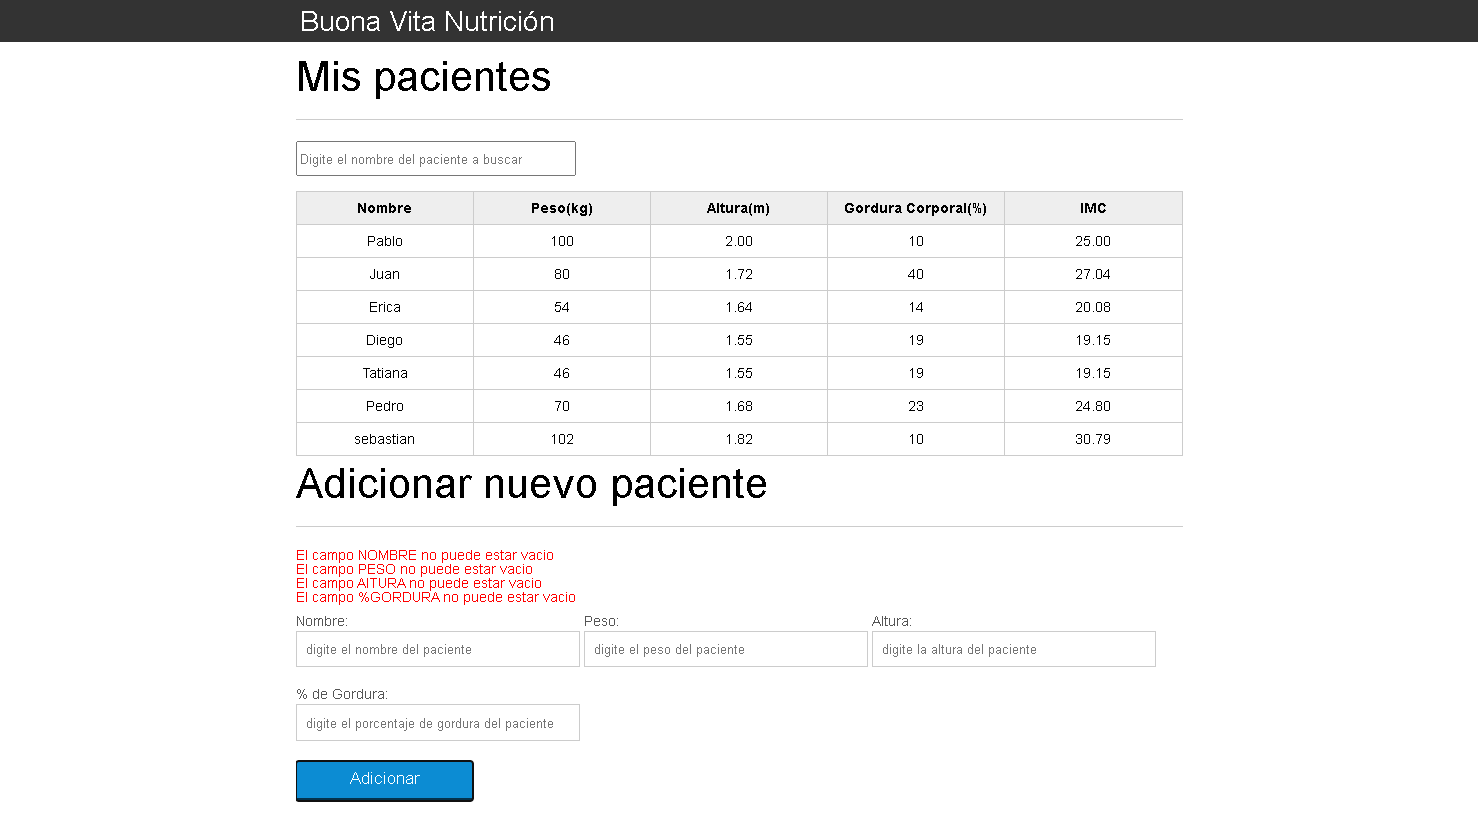 Buona Vita Nutrición
Mis pacientes
Digite el nombre del paciente a buscar
Nombre Peso(kg) Altura(m) Gordura Corporal(%) IMC
Pablo 100 2.00 10 25.00
Juan 80 1.72 40 27.04
Erica 54 1.64 14 20.08
Diego 46 1.55 19 19.15
Tatiana 46 1.55 19 19.15
Pedro 70 1.68 23 24.80
sebastian 102 1.82 10 30.79
Adicionar nuevo paciente
El campo NOMBRE no puede estar vacio
El campo PESO no puede estar vacio
El campo AlTURA no puede estar vacio
El campo %GORDURA no puede estar vacio
Nombre: Peso: Altura:
digite el nombre del paciente digite el peso del paciente digite la altura del paciente
% de Gordura:
digite el porcentaje de gordura del paciente
Adicionar